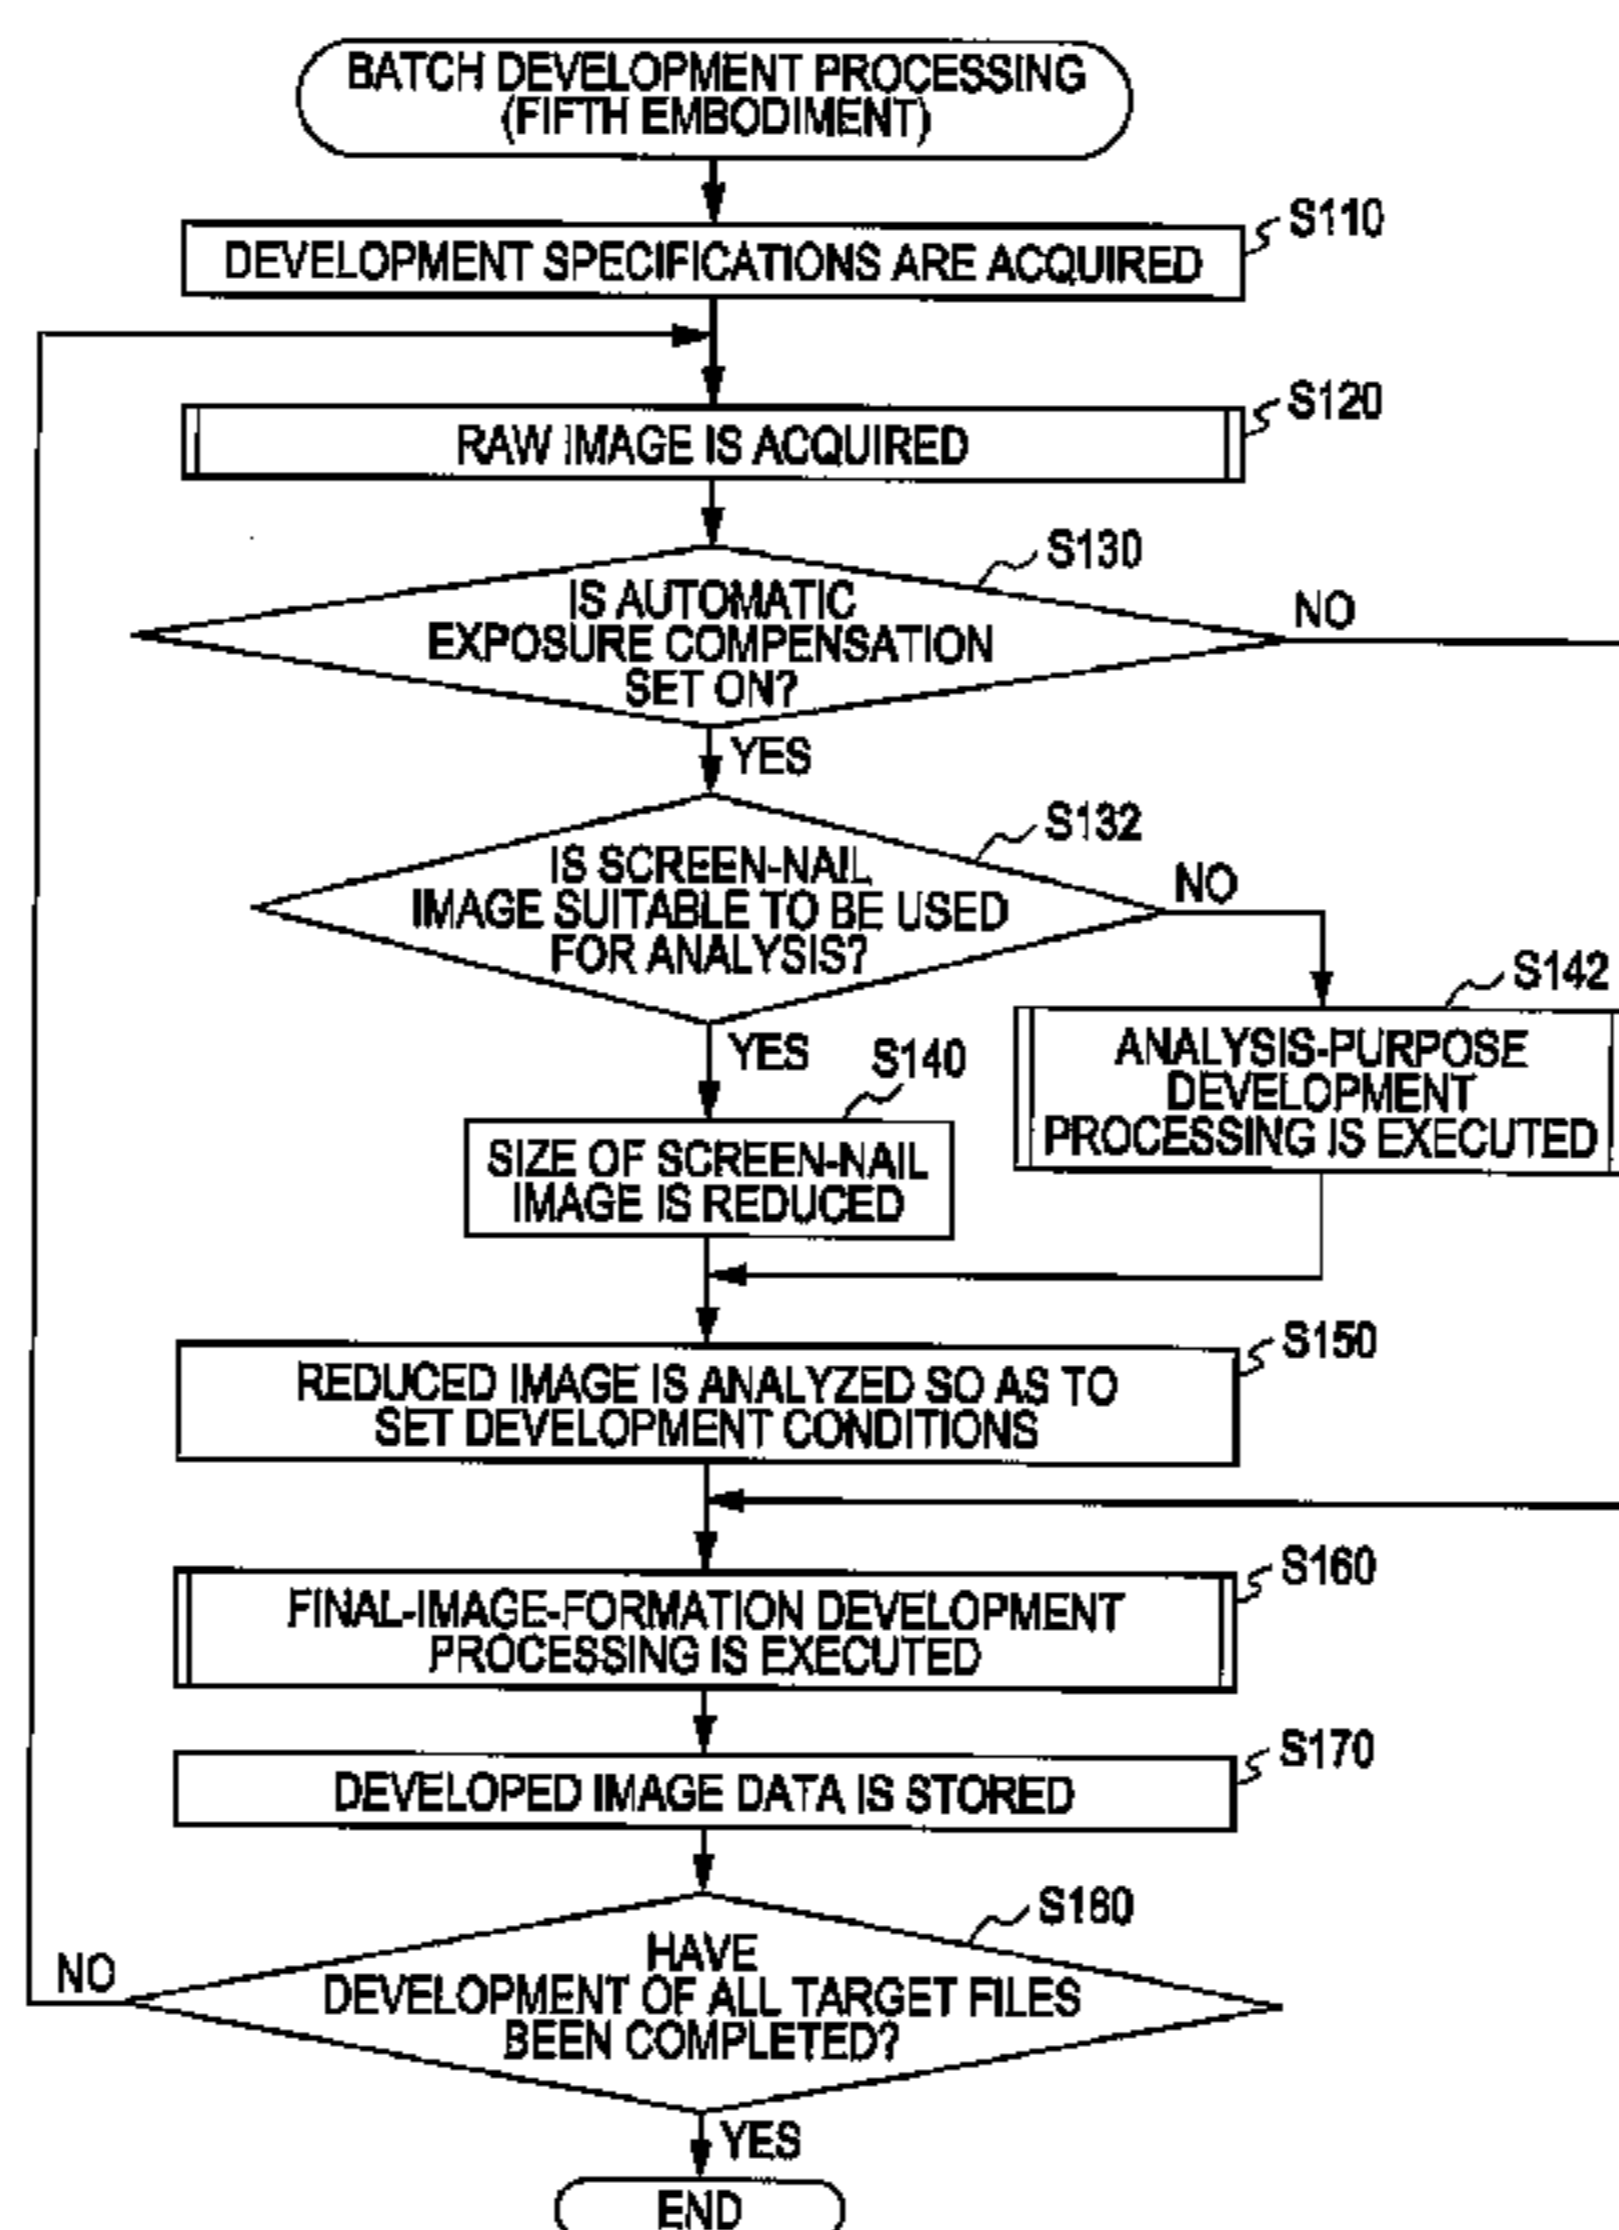 BATCH DEVELOPMENT PROCESSING
(FIFTH EMBODIMENT)
S110
DEVELOPMENT SPECIFICATIONS ARE ACQUIRED
S120
RAW IMAGE IS ACQUIRED
S130
IS AUTOMATIC
EXPOSURE COMPENSATION
SET ON?
NO
YES
S132
IS SCREEN-NAIL
IMAGE SUITABLE TO BE USED
FOR ANALYSIS?
NO
YES
S142
ANALYSIS-PURPOSE
DEVELOPMENT
PROCESSING IS EXECUTED
S140
SIZE OF SCREEN-NAIL
IMAGE IS REDUCED
S150
REDUCED IMAGE IS ANALYZED SO AS TO
SET DEVELOPMENT CONDITIONS
S160
FINAL-IMAGE-FORMATION DEVELOPMENT
PROCESSING IS EXECUTED
S170
DEVELOPED IMAGE DATA IS STORED
S180
HAVE
DEVELOPMENT OF ALL TARGET FILES
BEEN COMPLETED?
NO
YES
END